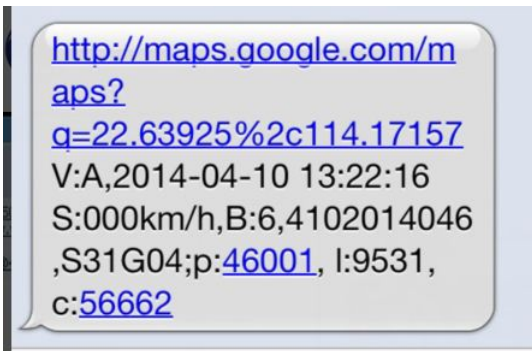 http://maps.google.com/m
aps?
q=22.63925%2c114.17157
V:A,2014-04-10 13:22:16
S:000km/h,B:6,4102014046
,S31G04;p:46001, l:9531,
c:56662